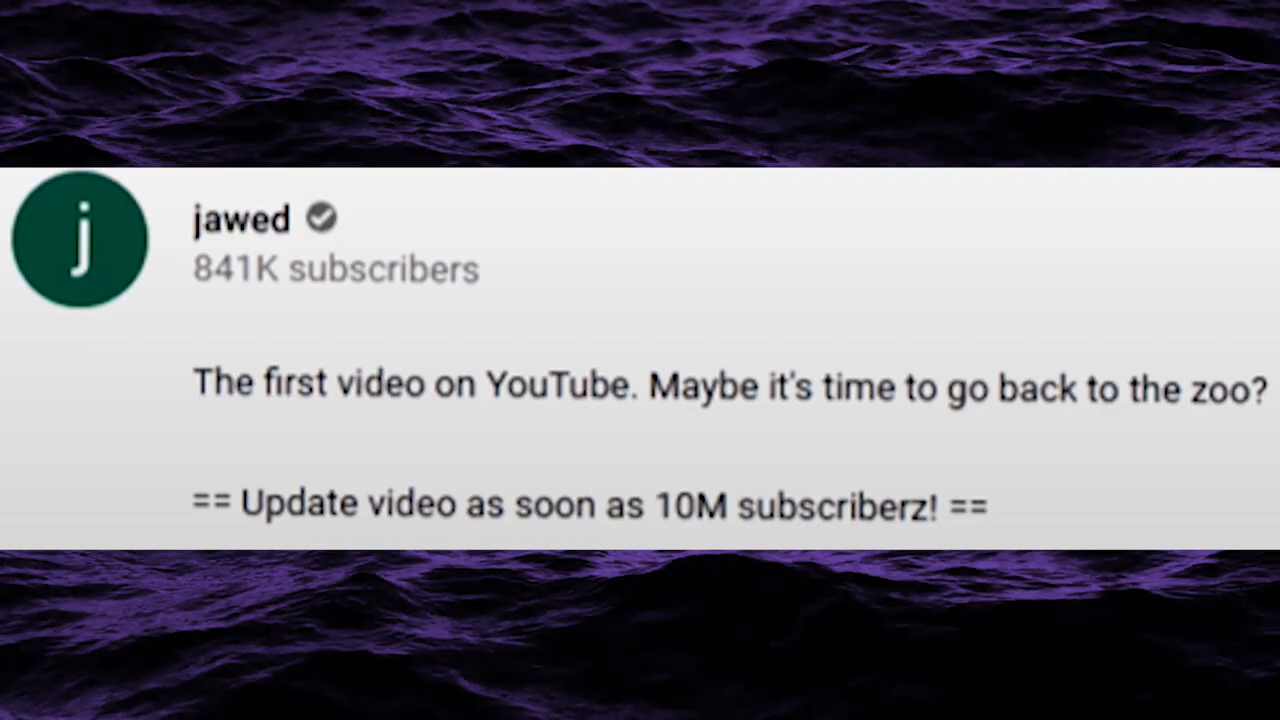 j
jawed
841K subscribers
The first video on YouTube. Maybe it's time to go back to the zoo?
== Update video as soon as 10M subscriberz! ==